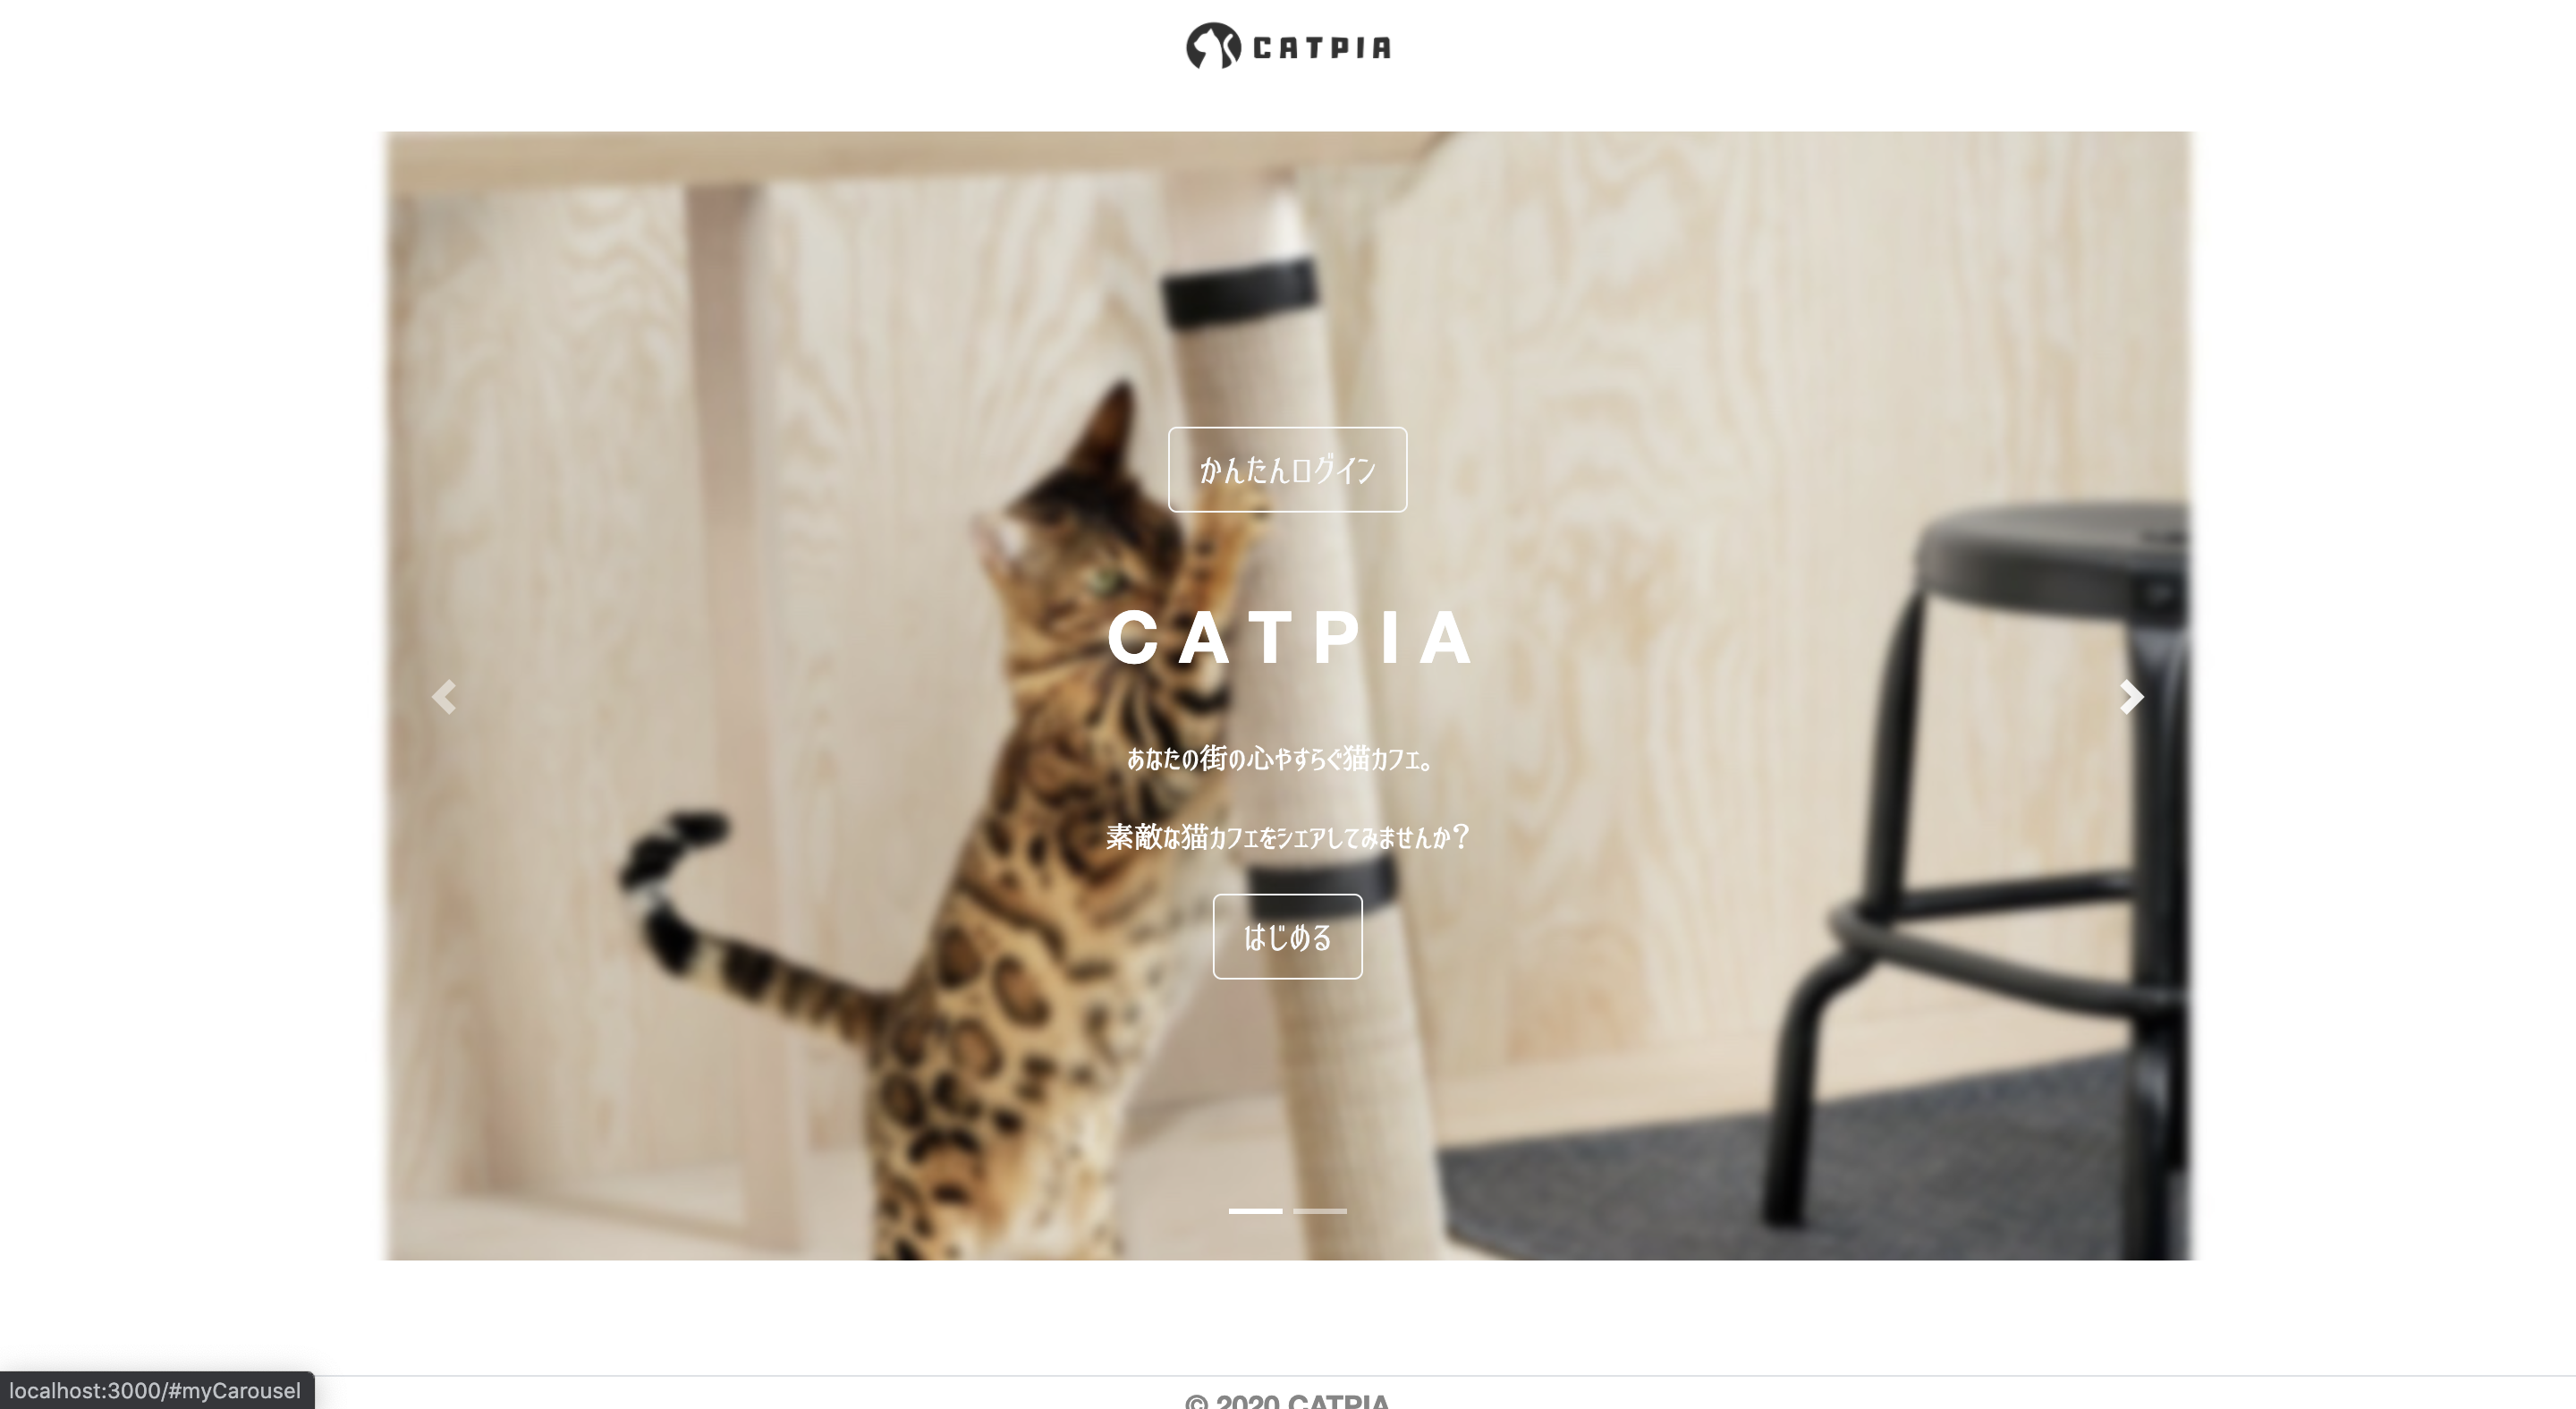 CATPIA
かんたんログイン
CATPIA
あなたの街の心やすらぐ猫カフェ。
素敵な猫カフェをシェアしてみませんか？
はじめる
localhost:3000/#myCarousel
© 2020 CATPIA